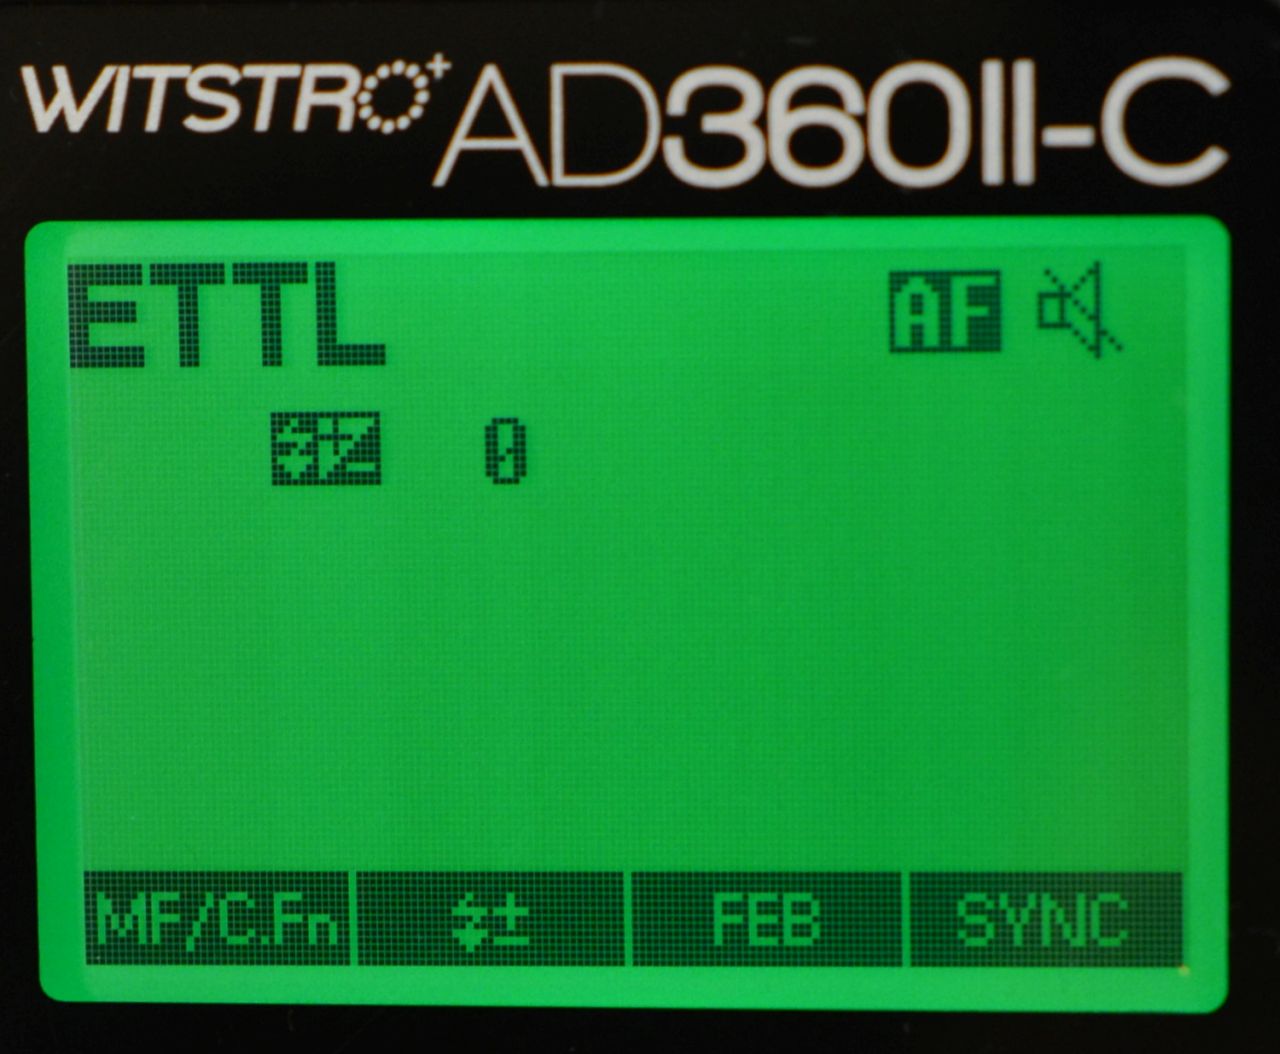 WITSTRO+ AD360II-C
ETTL AF
0
MF/C.Fn ± FEB SYNC